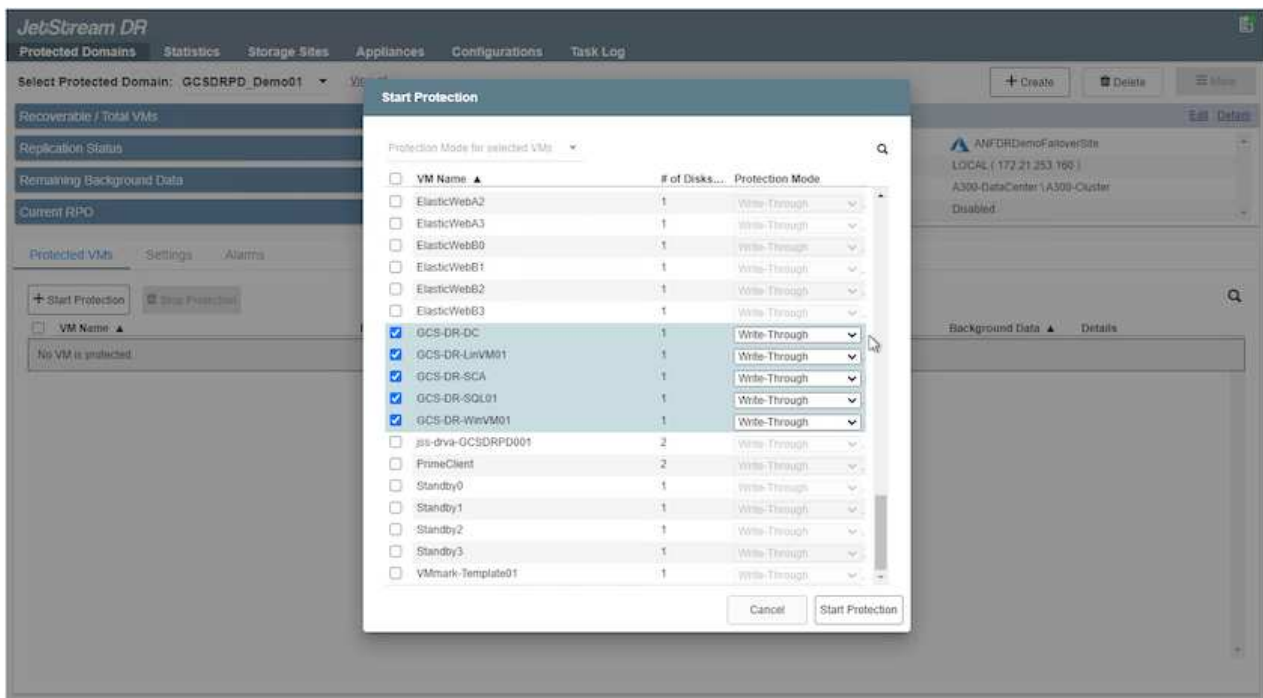 JetStream DR
Protected Domains Statistics Storage Sites Appliances Configurations Task Log
Select Protected Domain: GCSDRPD_Demo01
+ Create Delete More
Recoverable / Total VMs
Edit
Replication Status
ANFDRDemoFailoverSite
LOCAL ( 172.21.253.160 )
Remaining Background Data
A300-DataCenter \ A300-Cluster
Current RPO
Disabled
Protected VMs Settings Alarms
+ Start Protection Stop Protection
VM Name ▲
Background Data ▲ Details
No VM is protected
Start Protection
Protection Mode for selected VMs
VM Name ▲ # of Disks... Protection Mode
ElasticWebA2 1 Write-Through
ElasticWebA3 1 Write-Through
ElasticWebB0 1 Write-Through
ElasticWebB1 1 Write-Through
ElasticWebB2 1 Write-Through
ElasticWebB3 1 Write-Through
GCS-DR-DC 1 Write-Through
GCS-DR-LinVM01 1 Write-Through
GCS-DR-SCA 1 Write-Through
GCS-DR-SQL01 1 Write-Through
GCS-DR-WinVM01 1 Write-Through
jss-drva-GCSDRPD001 2 Write-Through
PrimeClient 2 Write-Through
Standby0 1 Write-Through
Standby1 1 Write-Through
Standby2 1 Write-Through
Standby3 1 Write-Through
VMmark-Template01 1 Write-Through
Cancel Start Protection